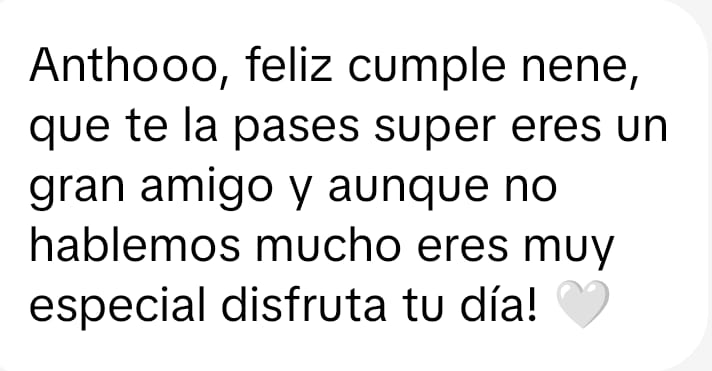 Anthooo, feliz cumple nene,
que te la pases super eres un
gran amigo y aunque no
hablemos mucho eres muy
especial disfruta tu día! 🤍